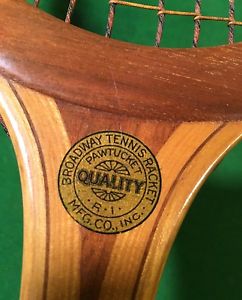 BROADWAY TENNIS RACKET
PAWTUCKET
QUALITY
R.I.
MFG.CO., INC.